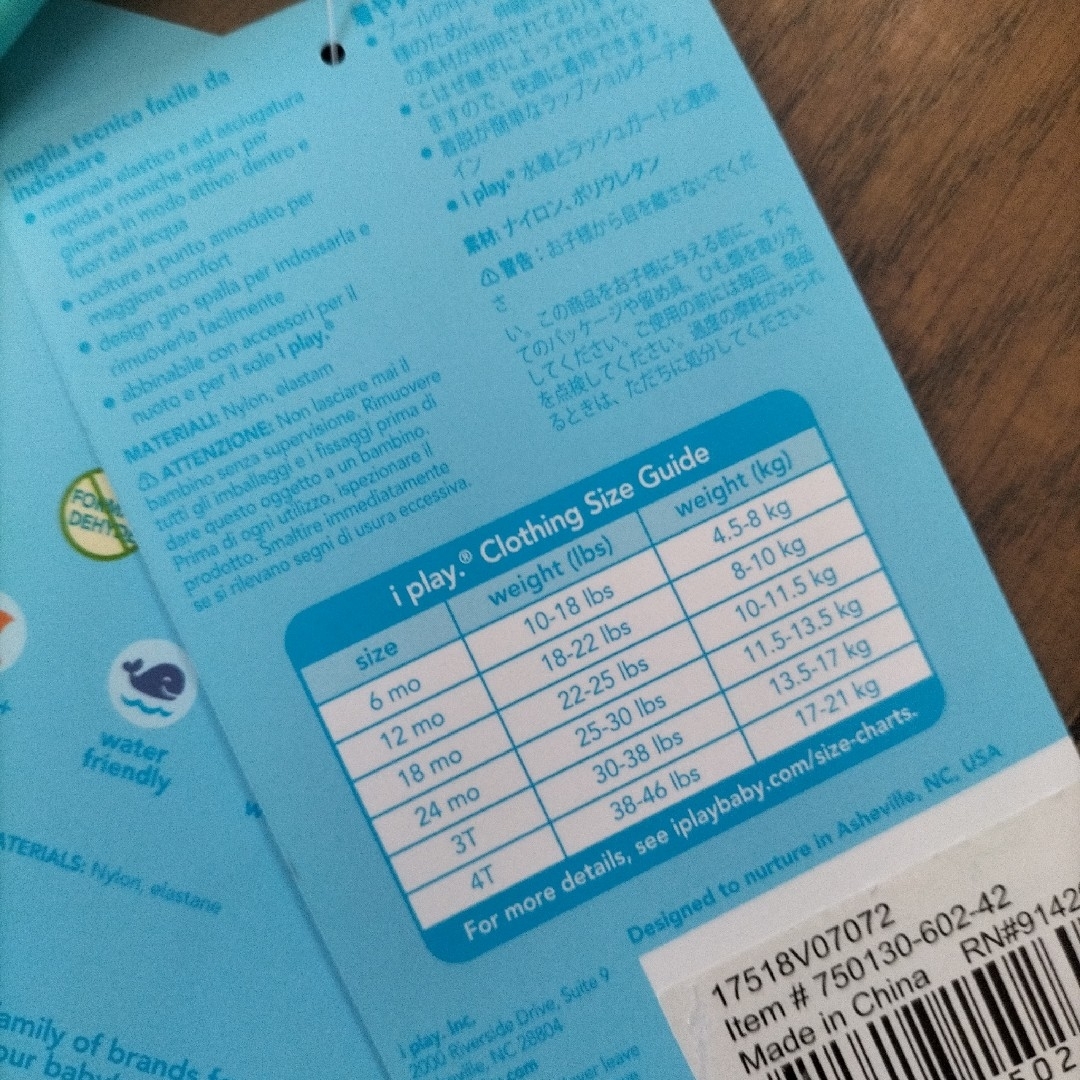 maglia tecnica facile da
indossare
• materiale elastico e ad asciugatura
rapida e maniche raglan, per
giocare in modo attivo: dentro e
fuori dall'acqua
• cuciture a punto annodato per
maggiore comfort
• design giro spalla per indossarla e
rimuoverla facilmente
• abbinabile con accessori per il
nuoto e per il sole i play.®
MATERIALI: Nylon, elastam
⚠ ATTENZIONE: Non lasciare mai il
bambino senza supervisione. Rimuovere
tutti gli imballaggi e i fissaggi prima di
dare questo oggetto a un bambino.
Prima di ogni utilizzo, ispezionare il
prodotto. Smaltire immediatamente
se si rilevano segni di usura eccessiva.
様のために、
の素材が利用されております
• こはぜ継ぎによって作られてい
ますので、快適に着用できます。
• 着脱が簡単なラップショルダーデザ
イン
• i play.® 水着とラッシュガードと
素材: ナイロン、ポリウレタン
⚠ 警告：お子様から目を離さないでくだ
さ
い。この商品をお子様に与える前に、すべ
てのパッケージや留め具、ひも類を取り外
してください。ご使用の前には毎回、商品
を点検してください。過度の摩耗がみられ
るときは、ただちに処分してください。
i play.® Clothing Size Guide
size weight (lbs) weight (kg)
6 mo 10-18 lbs 4.5-8 kg
12 mo 18-22 lbs 8-10 kg
18 mo 22-25 lbs 10-11.5 kg
24 mo 25-30 lbs 11.5-13.5 kg
3T 30-38 lbs 13.5-17 kg
4T 38-46 lbs 17-21 kg
For more details, see iplaybaby.com/size-charts.
Designed to nurture in Asheville, NC, USA
17518V07072
Item # 750130-602-42
Made in China RN#9142
502
i play, Inc.
2000 Riverside Drive, Suite 9
NC 28804
.com
leave
water
friendly
MATERIALS: Nylon, elastane
family of brands